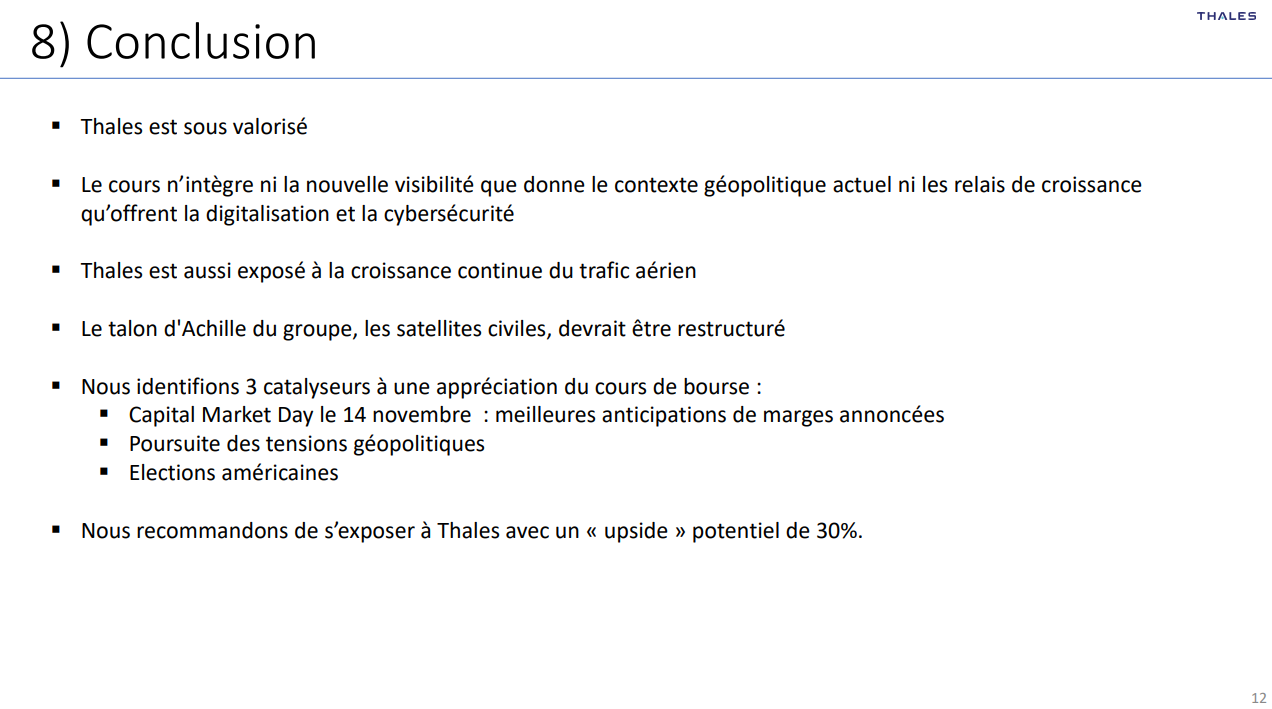 THALES
8) Conclusion
▪ Thales est sous valorisé
▪ Le cours n’intègre ni la nouvelle visibilité que donne le contexte géopolitique actuel ni les relais de croissance
qu’offrent la digitalisation et la cybersécurité
▪ Thales est aussi exposé à la croissance continue du trafic aérien
▪ Le talon d'Achille du groupe, les satellites civiles, devrait être restructuré
▪ Nous identifions 3 catalyseurs à une appréciation du cours de bourse :
▪ Capital Market Day le 14 novembre  : meilleures anticipations de marges annoncées
▪ Poursuite des tensions géopolitiques
▪ Elections américaines
▪ Nous recommandons de s’exposer à Thales avec un « upside » potentiel de 30%.
12